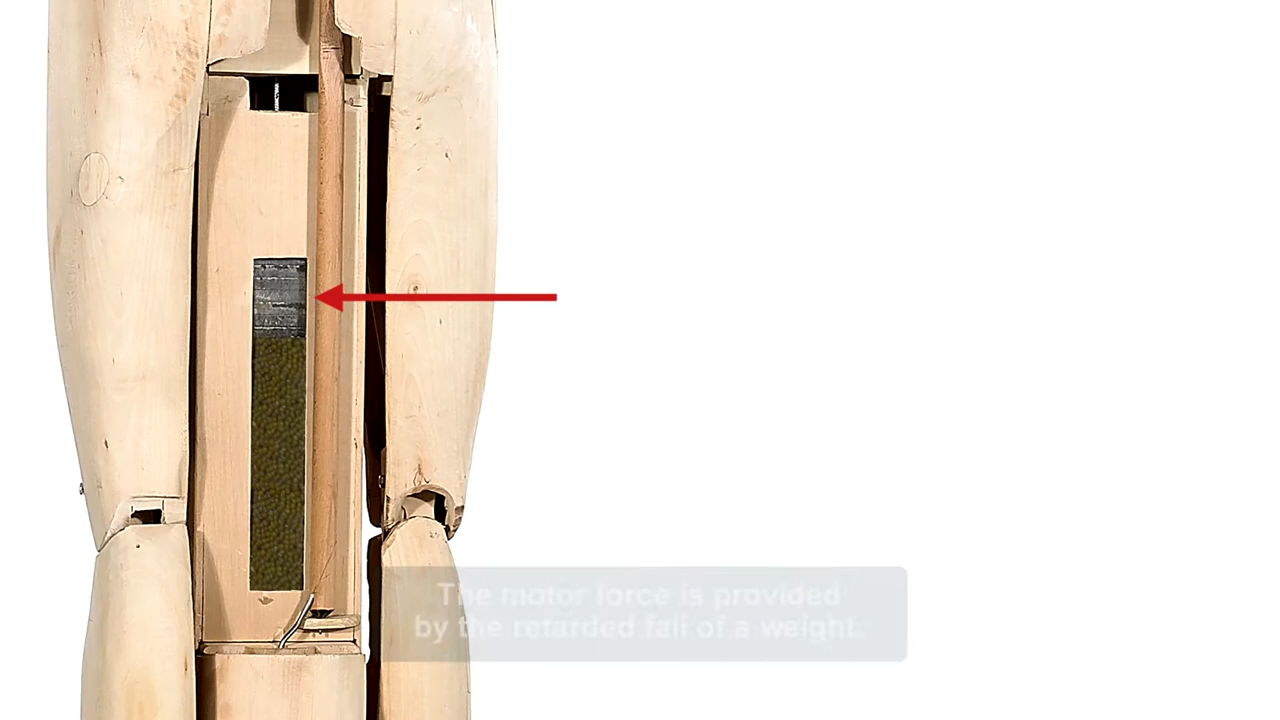 The motor force is provided
by the retarded fall of a weight.